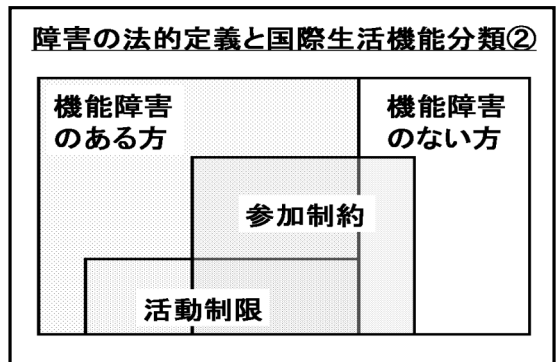 障害の法的定義と国際生活機能分類②
機能障害
のある方
機能障害
のない方
参加制約
活動制限